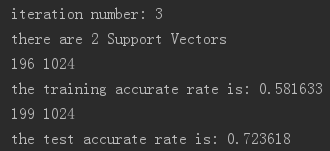 iteration number: 3
there are 2 Support Vectors
196 1024
the training accurate rate is: 0.581633
199 1024
the test accurate rate is: 0.723618